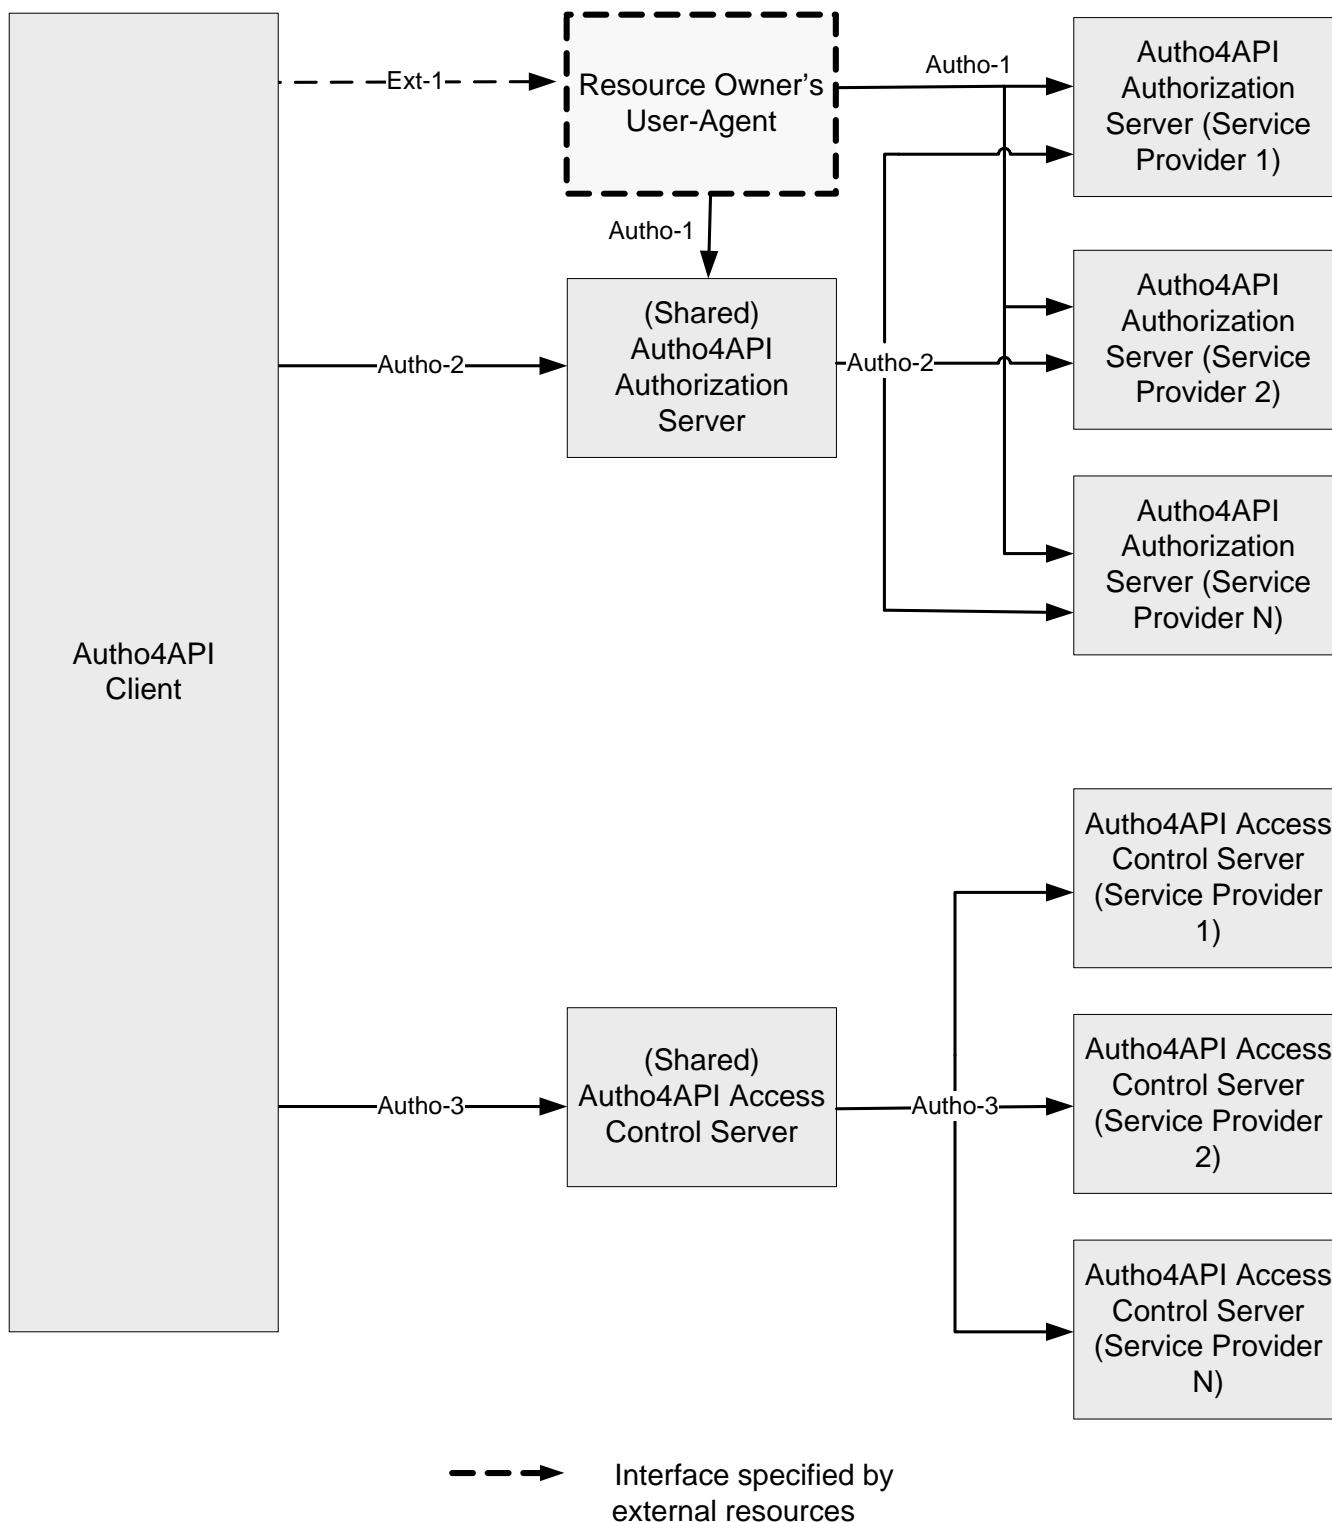 Autho4API
Client
Ext-1
Resource Owner's
User-Agent
Autho-1
Autho-1
Autho4API
Authorization
Server (Service
Provider 1)
Autho-2
(Shared)
Autho4API
Authorization
Server
Autho-2
Autho4API
Authorization
Server (Service
Provider 2)
Autho4API
Authorization
Server (Service
Provider N)
Autho-3
(Shared)
Autho4API Access
Control Server
Autho-3
Autho4API Access
Control Server
(Service Provider
1)
Autho4API Access
Control Server
(Service Provider
2)
Autho4API Access
Control Server
(Service Provider
N)
Interface specified by
external resources